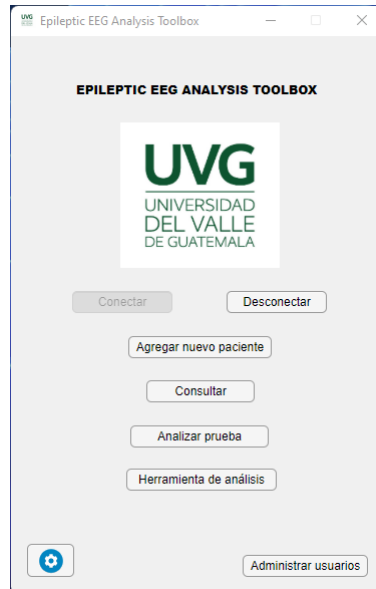 Epileptic EEG Analysis Toolbox
EPILEPTIC EEG ANALYSIS TOOLBOX
UVG
UNIVERSIDAD
DEL VALLE
DE GUATEMALA
Conectar
Desconectar
Agregar nuevo paciente
Consultar
Analizar prueba
Herramienta de análisis
Administrar usuarios